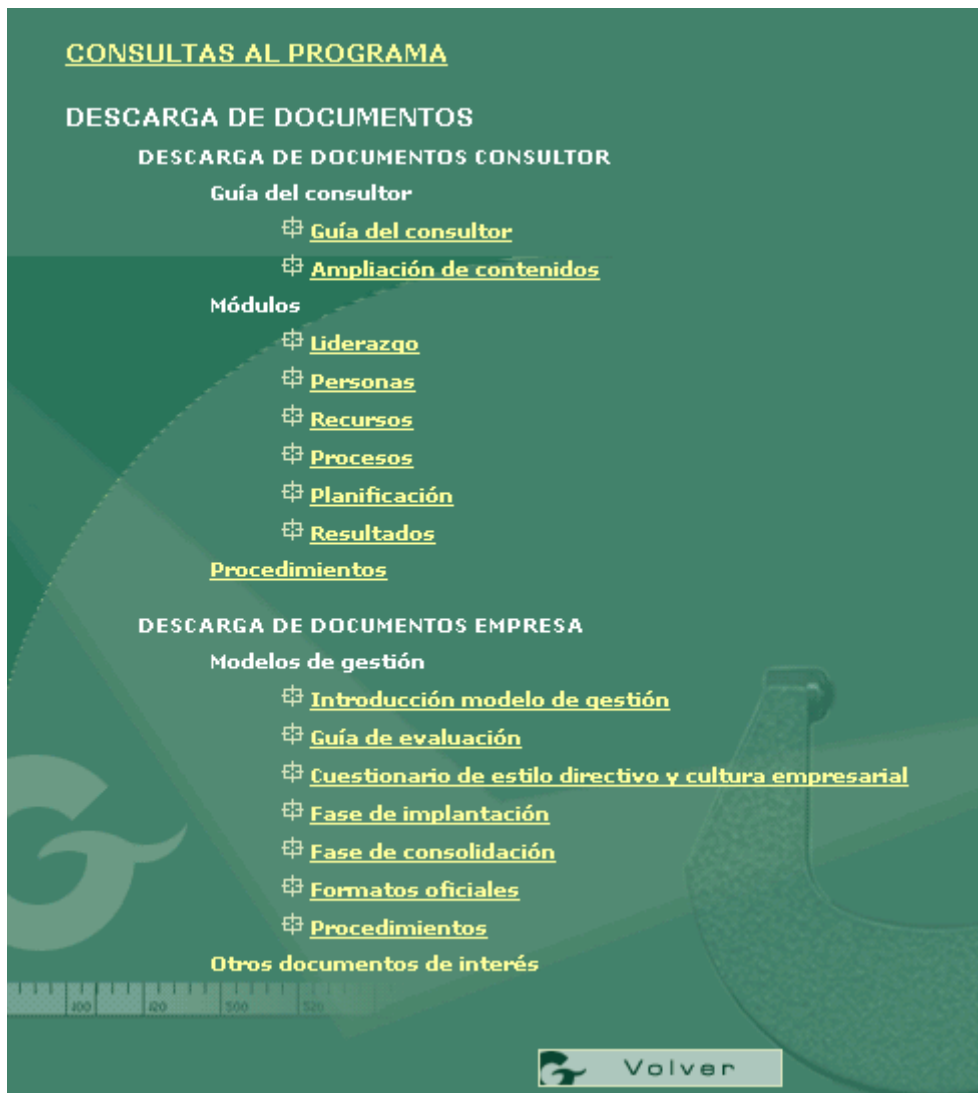 CONSULTAS AL PROGRAMA
DESCARGA DE DOCUMENTOS
DESCARGA DE DOCUMENTOS CONSULTOR
Guía del consultor
Guía del consultor
Ampliación de contenidos
Módulos
Liderazgo
Personas
Recursos
Procesos
Planificación
Resultados
Procedimientos
DESCARGA DE DOCUMENTOS EMPRESA
Modelos de gestión
Introducción modelo de gestión
Guía de evaluación
Cuestionario de estilo directivo y cultura empresarial
Fase de implantación
Fase de consolidación
Formatos oficiales
Procedimientos
Otros documentos de interés
500 520
Volver